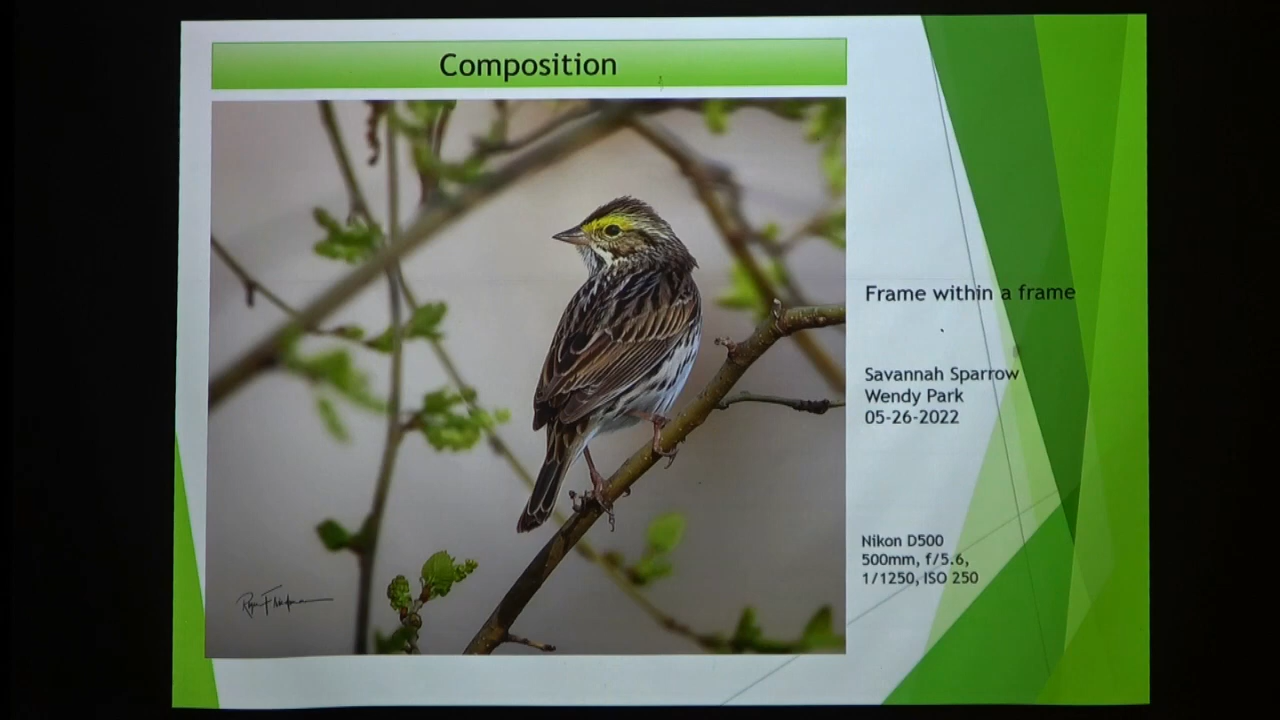 Composition
Frame within a frame
Savannah Sparrow
Wendy Park
05-26-2022
Nikon D500
500mm, f/5.6,
1/1250, ISO 250